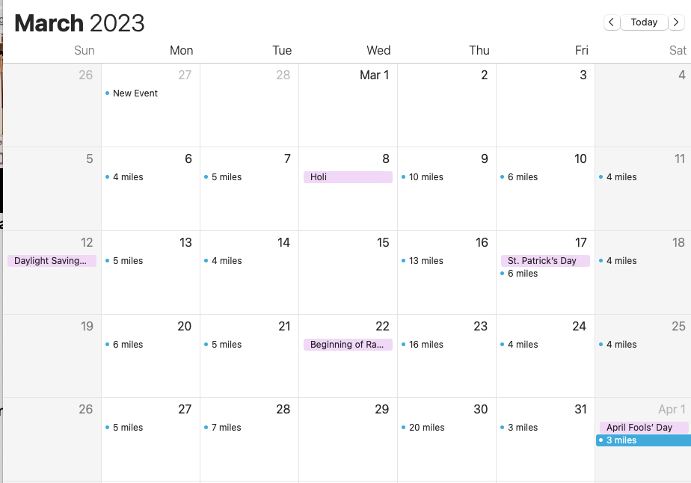 March 2023
Today
Sun Mon Tue Wed Thu Fri Sat
26 27 28 Mar 1 2 3 4
New Event
5 6 7 8 9 10 11
4 miles 5 miles Holi 10 miles 6 miles 4 miles
12 13 14 15 16 17 18
Daylight Saving... 5 miles 4 miles 13 miles St. Patrick's Day 4 miles
6 miles
19 20 21 22 23 24 25
6 miles 5 miles Beginning of Ra... 16 miles 4 miles 4 miles
26 27 28 29 30 31 Apr 1
5 miles 7 miles 20 miles 3 miles April Fools' Day
3 miles